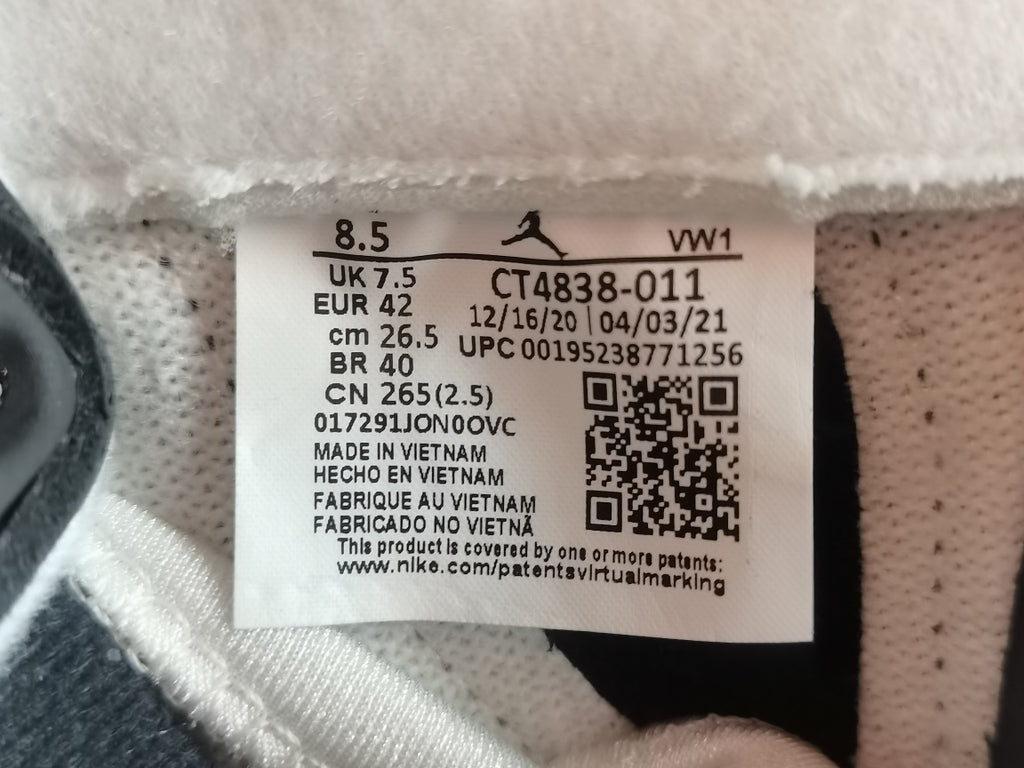 8.5 VW1
UK 7.5 CT4838-011
EUR 42 12/16/20 | 04/03/21
cm 26.5 UPC 00195238771256
BR 40
CN 265(2.5)
017291JON0OVC
MADE IN VIETNAM
HECHO EN VIETNAM
FABRIQUE AU VIETNAM
FABRICADO NO VIETNÃ
This product is covered by one or more patents:
www.nike.com/patentsvirtualmarking